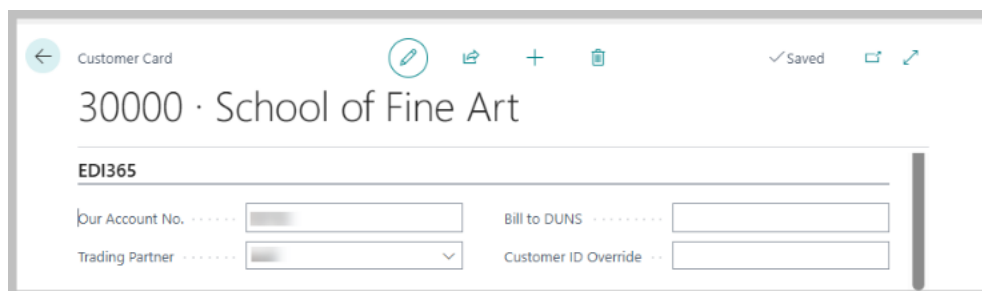 Customer Card
Saved
30000 · School of Fine Art
EDI365
Our Account No.
Bill to DUNS
Trading Partner
Customer ID Override